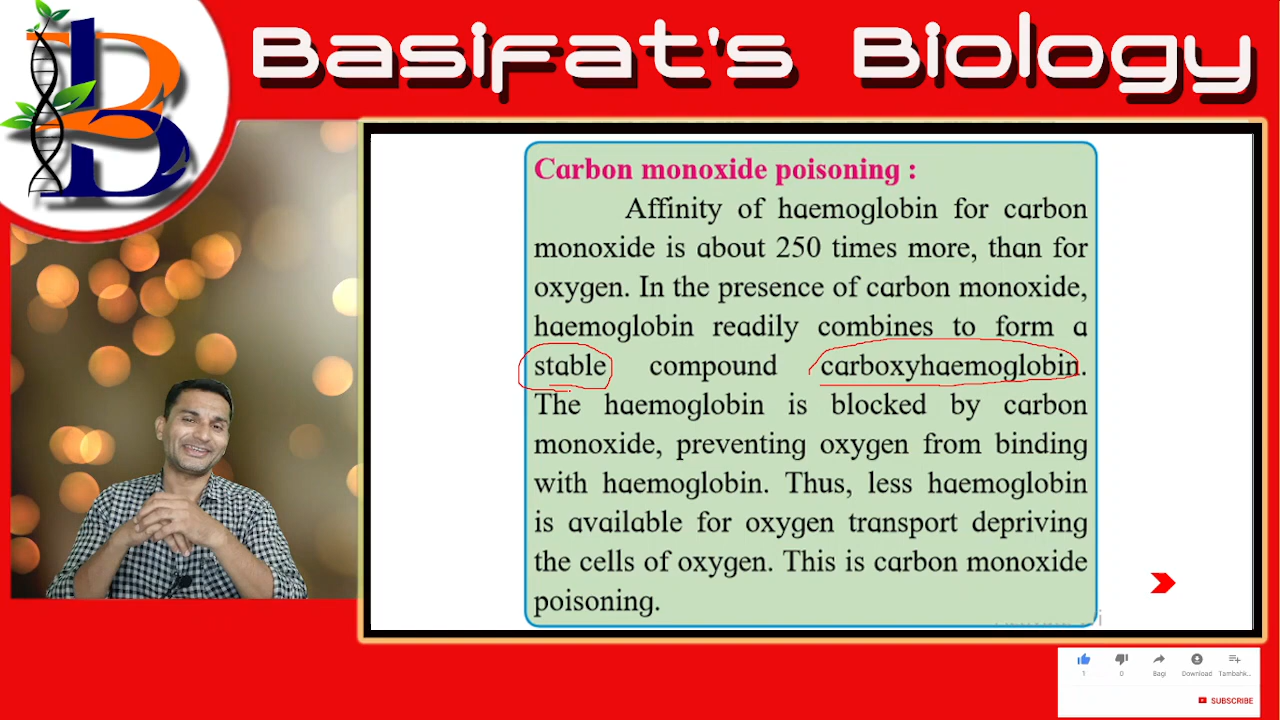 Basifat's Biology
B
Carbon monoxide poisoning :
Affinity of haemoglobin for carbon
monoxide is about 250 times more, than for
oxygen. In the presence of carbon monoxide,
haemoglobin readily combines to form a
stable compound carboxyhaemoglobin.
The haemoglobin is blocked by carbon
monoxide, preventing oxygen from binding
with haemoglobin. Thus, less haemoglobin
is available for oxygen transport depriving
the cells of oxygen. This is carbon monoxide
poisoning.
1 0 Bagi Download Tambahk...
SUBSCRIBE